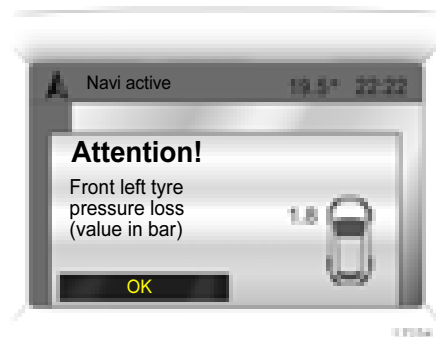 Navi active 19.5° 22:22
Attention!
Front left tyre
pressure loss
(value in bar)
1.8
OK